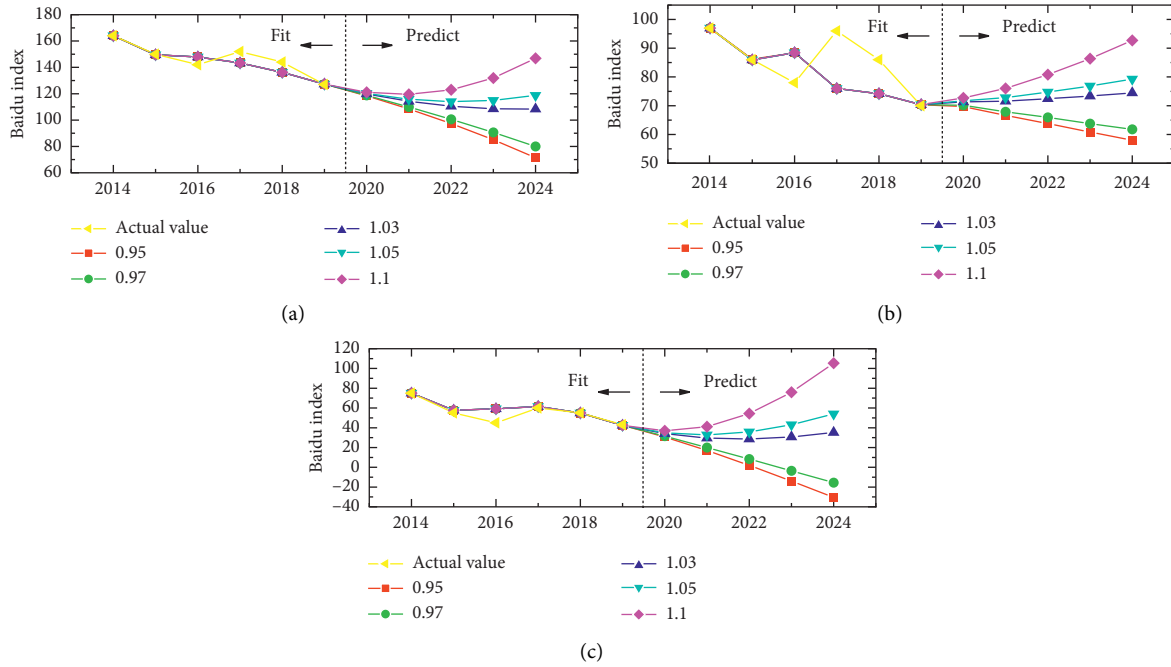 160
140
120
100
80
60
Baidu index
180
Fit
Predict
2014 2016 2018 2020 2022 2024
Actual value
0.95
0.97
1.03
1.05
1.1
(a)
100
90
80
70
60
50
Baidu index
Fit
Predict
2014 2016 2018 2020 2022 2024
Actual value
0.95
0.97
1.03
1.05
1.1
(b)
120
100
80
60
40
20
0
−20
−40
Baidu index
Fit
Predict
2014 2016 2018 2020 2022 2024
Actual value
0.95
0.97
1.03
1.05
1.1
(c)